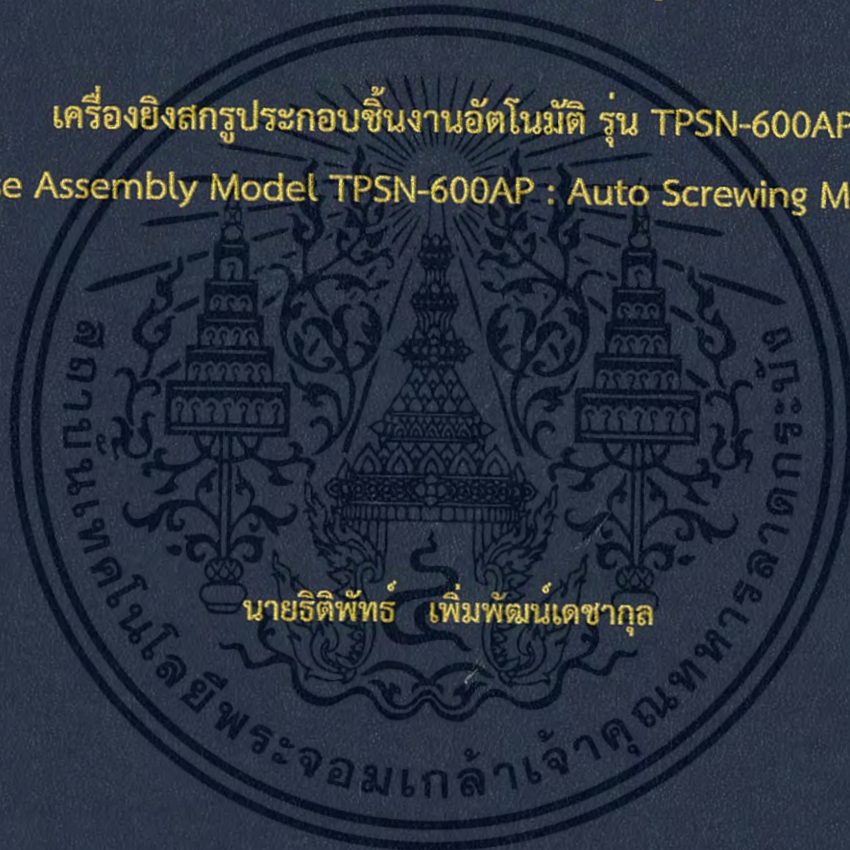 เครื่องยิงสกรูประกอบชิ้นงานอัตโนมัติ รุ่น TPSN-600AP
se Assembly Model TPSN-600AP : Auto Screwing M
นายธิติพัทธ์ เพิ่มพัฒน์เดชากุล
สถาบันเทคโนโลยีพระจอมเกล้าเจ้าคุณทหารลาดกระบัง